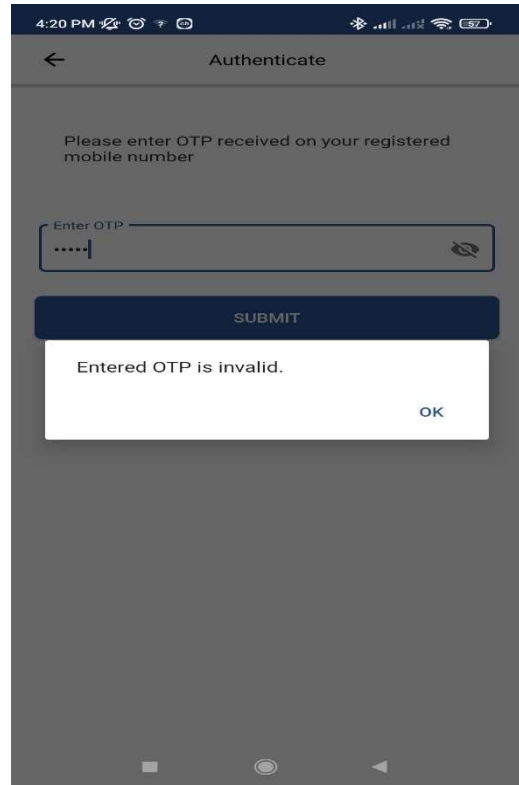 4:20 PM 57
Authenticate
Please enter OTP received on your registered
mobile number
Enter OTP
•••••
SUBMIT
Entered OTP is invalid.
OK